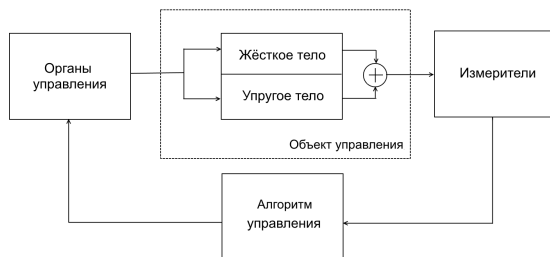 Органы
управления
Жёсткое тело
Упругое тело
Объект управления
Измерители
Алгоритм
управления